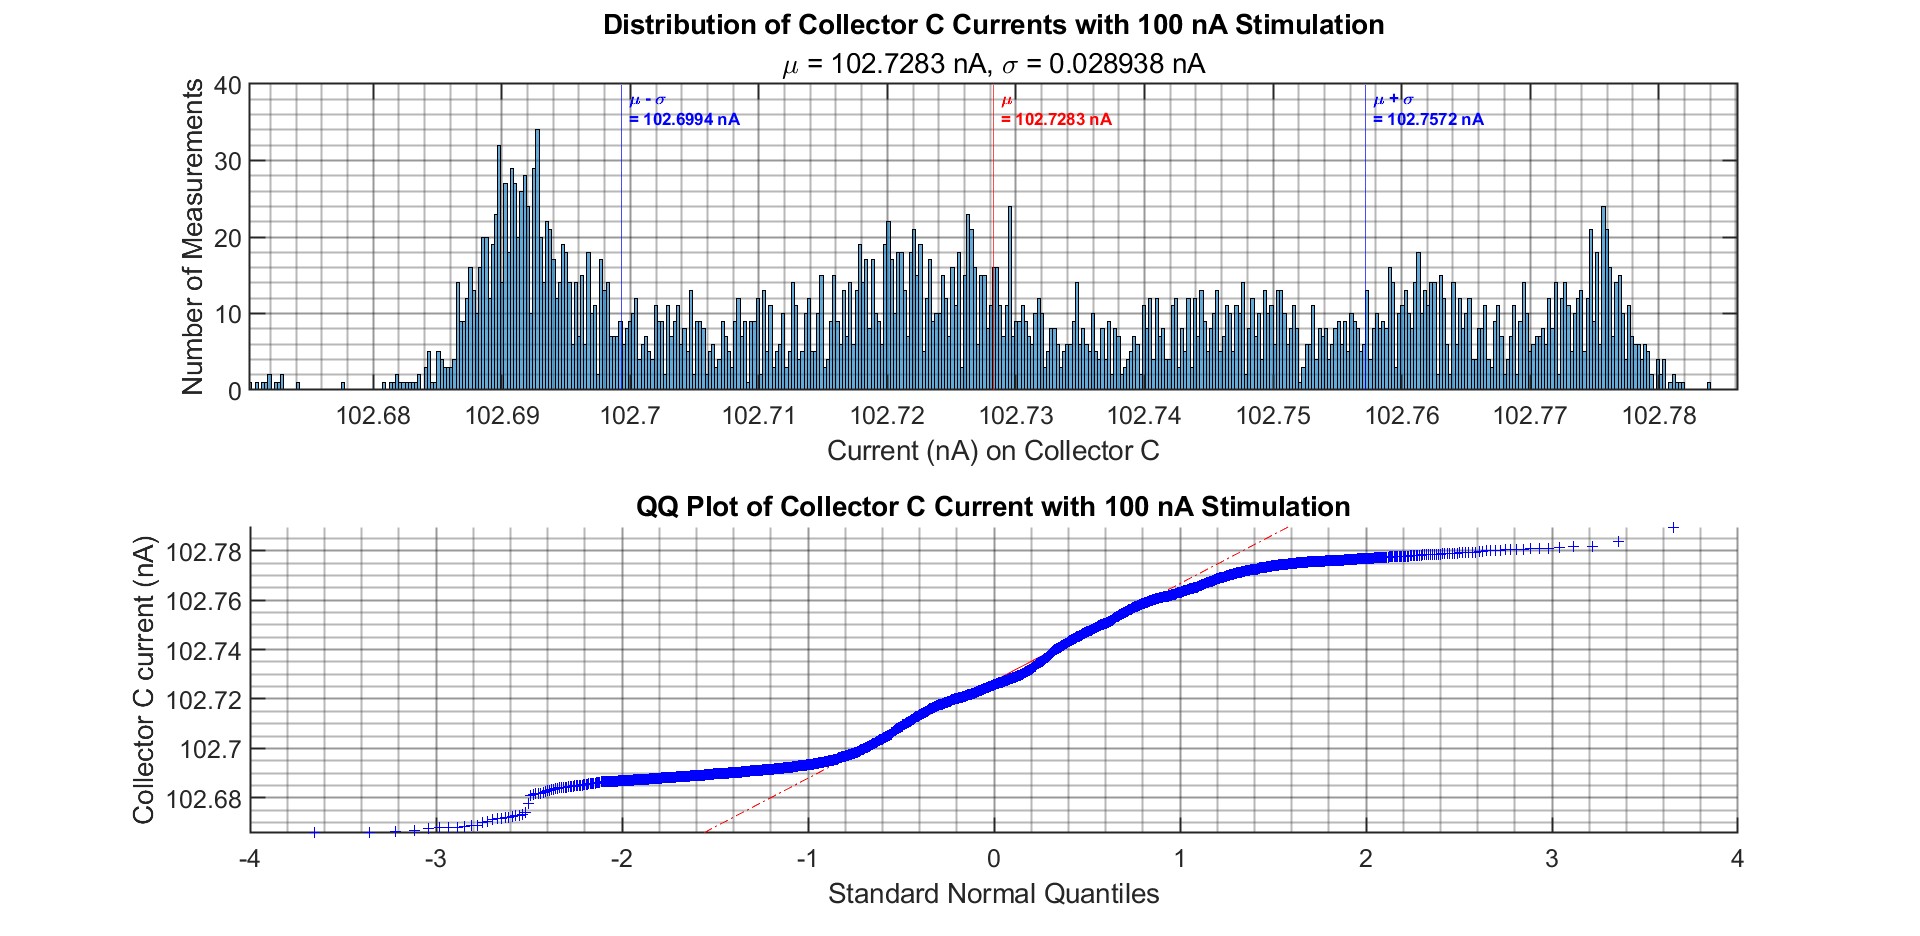 Distribution of Collector C Currents with 100 nA Stimulation
μ = 102.7283 nA, σ = 0.028938 nA
μ - σ
= 102.6994 nA
μ
= 102.7283 nA
μ + σ
= 102.7572 nA
Number of Measurements
40
30
20
10
0
102.68 102.69 102.7 102.71 102.72 102.73 102.74 102.75 102.76 102.77 102.78
Current (nA) on Collector C
QQ Plot of Collector C Current with 100 nA Stimulation
Collector C current (nA)
102.78
102.76
102.74
102.72
102.7
102.68
-4 -3 -2 -1 0 1 2 3 4
Standard Normal Quantiles